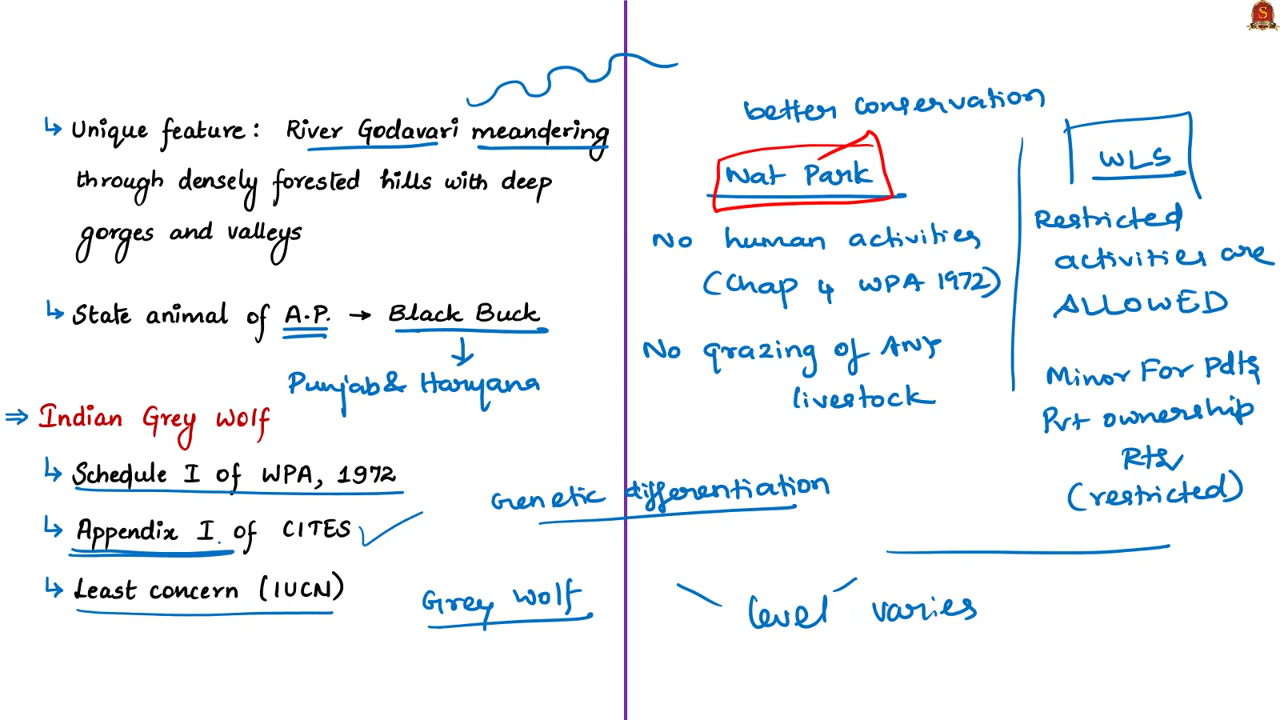 ↳ Unique feature: River Godavari meandering
through densely forested hills with deep
gorges and valleys
↳ State animal of A.P. → Black Buck
↓
Punjab & Haryana
⇒ Indian Grey Wolf
↳ Schedule I of WPA, 1972
↳ Appendix I of CITES ✓
↳ Least concern (IUCN)
Genetic differentiation
Grey Wolf
level varies
better conservation
Nat Park
No human activities
(Chap 4 WPA 1972)
No grazing of ANY
livestock
WLS
Restricted
activities are
ALLOWED
Minor For Pdts
Pvt ownership
Rts
(restricted)
S